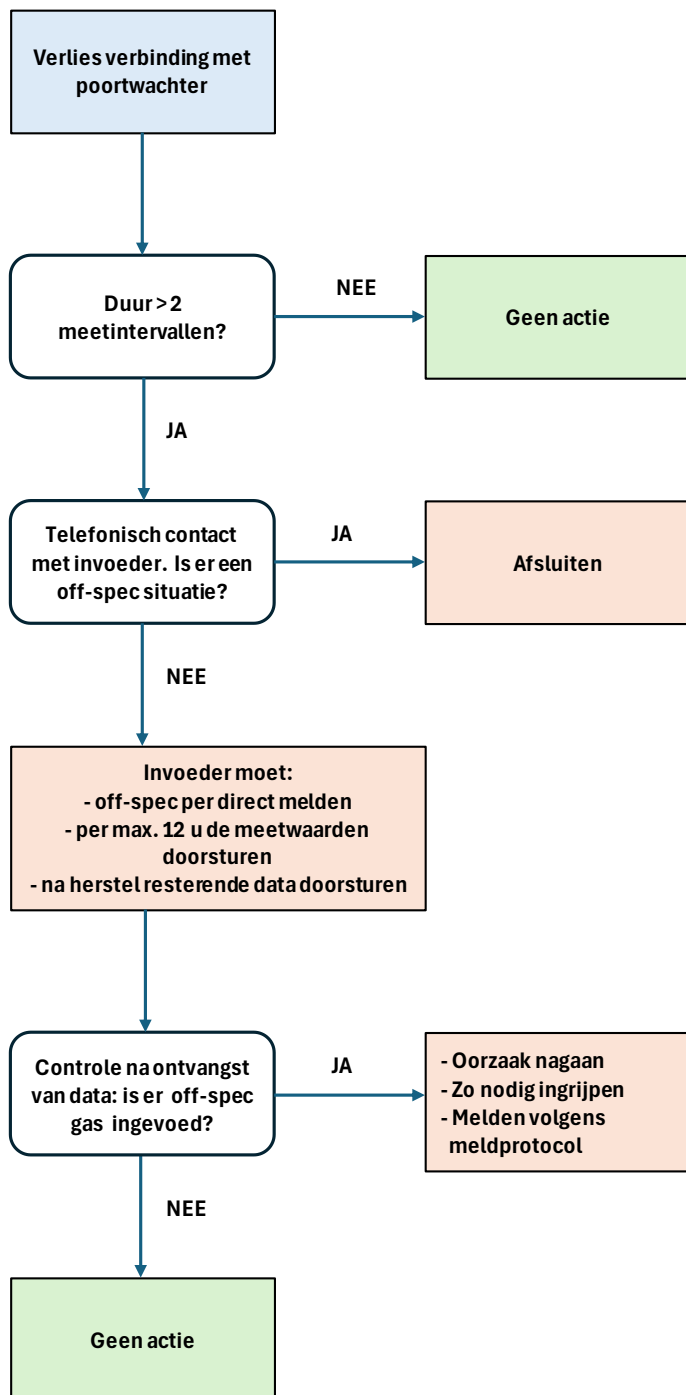 Verlies verbinding met
poortwachter
Duur > 2
meetintervallen?
NEE
Geen actie
JA
Telefonisch contact
met invoeder. Is er een
off-spec situatie?
JA
Afsluiten
NEE
Invoeder moet:
- off-spec per direct melden
- per max. 12 u de meetwaarden
doorsturen
- na herstel resterende data doorsturen
Controle na ontvangst
van data: is er off-spec
gas ingevoed?
JA
- Oorzaak nagaan
- Zo nodig ingrijpen
- Melden volgens
meldprotocol
NEE
Geen actie